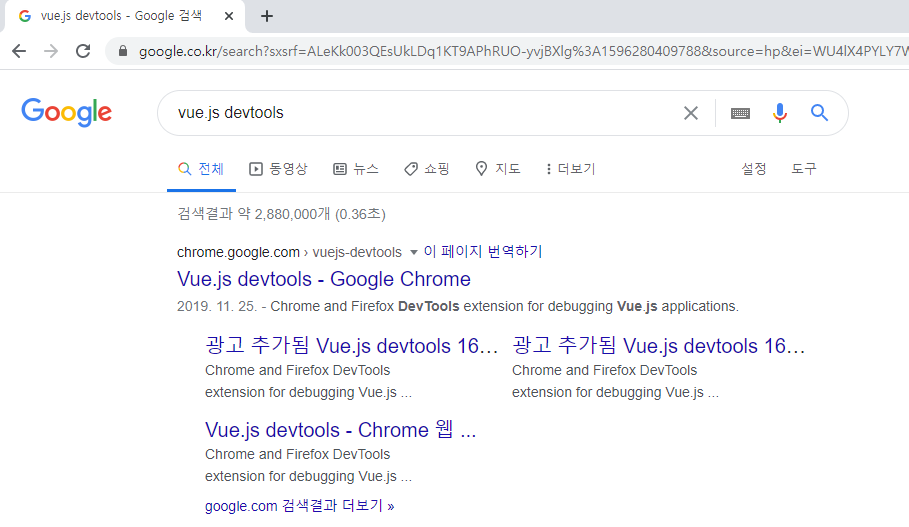 vue.js devtools - Google 검색
google.co.kr/search?sxsrf=ALeKk003QEsUkLDq1KT9APhRUO-yvjBXlg%3A1596280409788&source=hp&ei=WU4lX4PYLY7W
Google
vue.js devtools
전체 동영상 뉴스 쇼핑 지도 더보기 설정 도구
검색결과 약 2,880,000개 (0.36초)
chrome.google.com › vuejs-devtools ▼ 이 페이지 번역하기
Vue.js devtools - Google Chrome
2019. 11. 25. - Chrome and Firefox DevTools extension for debugging Vue.js applications.
광고 추가됨 Vue.js devtools 16... 광고 추가됨 Vue.js devtools 16...
Chrome and Firefox DevTools Chrome and Firefox DevTools
extension for debugging Vue.js ... extension for debugging Vue.js ...
Vue.js devtools - Chrome 웹 ...
Chrome and Firefox DevTools
extension for debugging Vue.js ...
google.com 검색결과 더보기 »